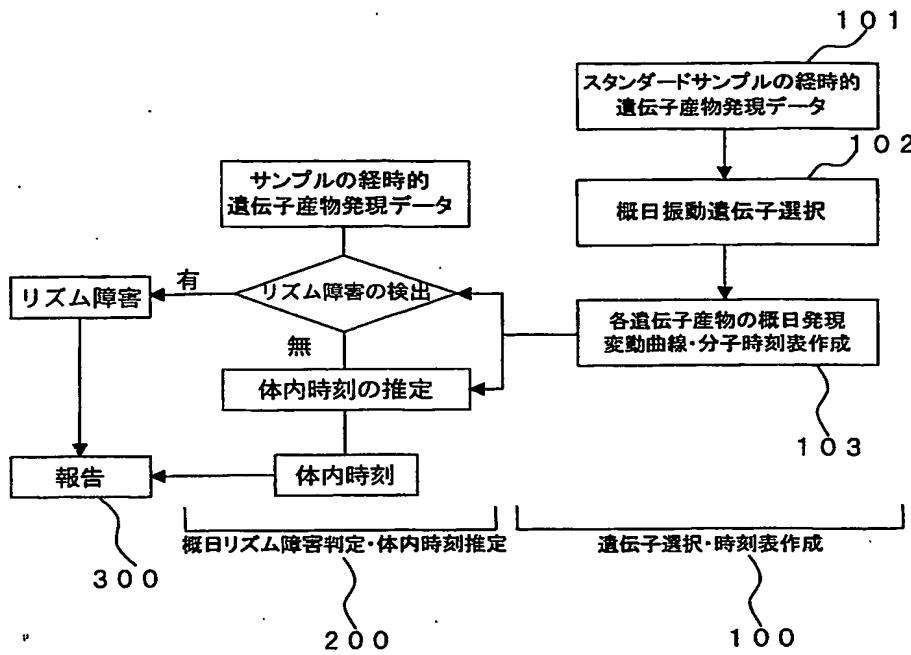 101
スタンダードサンプルの経時的
遺伝子産物発現データ
102
サンプルの経時的
遺伝子産物発現データ
概日振動遺伝子選択
リズム障害
有
リズム障害の検出
無
各遺伝子産物の概日発現
変動曲線・分子時刻表作成
体内時刻の推定
103
報告
体内時刻
300
概日リズム障害判定・体内時刻推定
遺伝子選択・時刻表作成
200
100